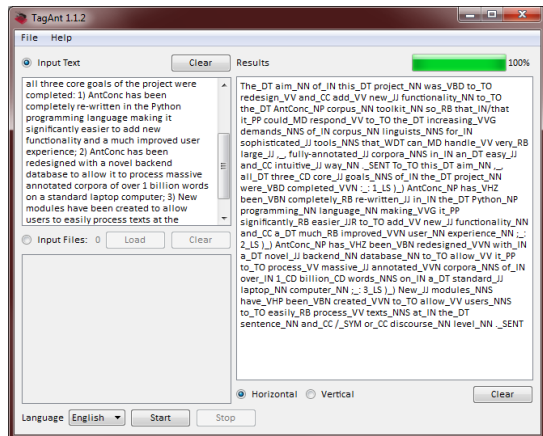 TagAnt 1.1.2
File Help
Input Text
Clear
Results
100%
all three core goals of the project were
completed: 1) AntConc has been
completely re-written in the Python
programming language making it
significantly easier to add new
functionality and a much improved user
experience; 2) AntConc has been
redesigned with a novel backend
database to allow it to process massive
annotated corpora of over 1 billion words
on a standard laptop computer; 3) New
modules have been created to allow
users to easily process texts at the
Input Files: 0
Load
Clear
The_DT aim_NN of_IN this_DT project_NN was_VBD to_TO
redesign_VV and_CC add_VV new_JJ functionality_NN to_TO
the_DT AntConc_NP corpus_NN toolkit_NN so_RB that_IN/that
it_PP could_MD respond_VV to_TO the_DT increasing_VVG
demands_NNS of_IN corpus_NN linguists_NNS for_IN
sophisticated_JJ tools_NNS that_WDT can_MD handle_VV very_RB
large_JJ ,_, fully-annotated_JJ corpora_NNS in_IN an_DT easy_JJ
and_CC intuitive_JJ way_NN ._SENT To_TO this_DT aim_NN ,_,
all_DT three_CD core_JJ goals_NNS of_IN the_DT project_NN
were_VBD completed_VVN :_: 1_LS )_) AntConc_NP has_VHZ
been_VBN completely_RB re-written_JJ in_IN the_DT Python_NP
programming_NN language_NN making_VVG it_PP
significantly_RB easier_JJR to_TO add_VV new_JJ functionality_NN
and_CC a_DT much_RB improved_VVN user_NN experience_NN ;_:
2_LS )_) AntConc_NP has_VHZ been_VBN redesigned_VVN with_IN
a_DT novel_JJ backend_NN database_NN to_TO allow_VV it_PP
to_TO process_VV massive_JJ annotated_VVN corpora_NNS of_IN
over_IN 1_CD billion_CD words_NNS on_IN a_DT standard_JJ
laptop_NN computer_NN ;_: 3_LS )_) New_JJ modules_NNS
have_VHP been_VBN created_VVN to_TO allow_VV users_NNS
to_TO easily_RB process_VV texts_NNS at_IN the_DT
sentence_NN and_CC /_SYM or_CC discourse_NN level_NN ._SENT
Horizontal
Vertical
Clear
Language English Start Stop